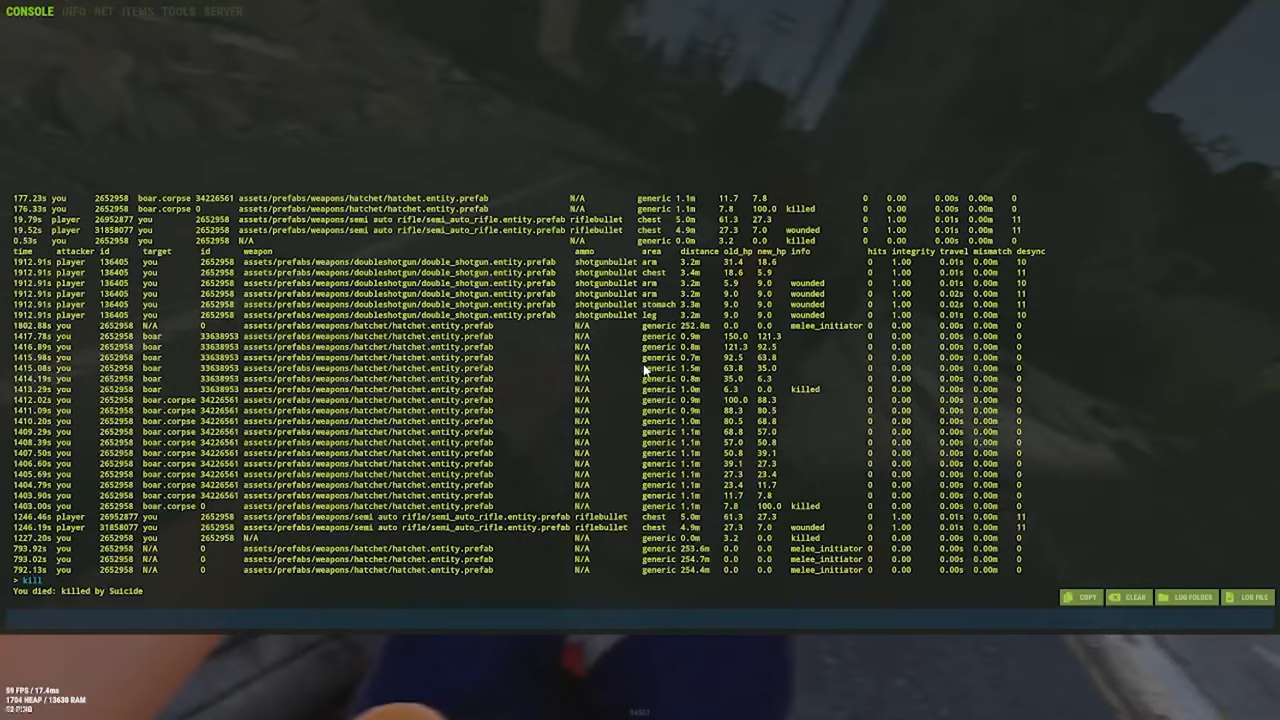 CONSOLE INFO NET ITEMS TOOLS SERVER
177.23s you 2652958 boar.corpse 34226561 assets/prefabs/weapons/hatchet/hatchet.entity.prefab N/A generic 1.1m 11.7 7.8 0 0.00 0.00s 0.00m 0
176.33s you 2652958 boar.corpse 0 assets/prefabs/weapons/hatchet/hatchet.entity.prefab N/A generic 1.1m 7.8 100.0 killed 0 0.00 0.00s 0.00m 0
19.79s player 26952877 you 2652958 assets/prefabs/weapons/semi auto rifle/semi_auto_rifle.entity.prefab riflebullet chest 5.0m 61.3 27.3 0 1.00 0.01s 0.00m 11
19.52s player 31858077 you 2652958 assets/prefabs/weapons/semi auto rifle/semi_auto_rifle.entity.prefab riflebullet chest 4.9m 27.3 7.0 wounded 0 1.00 0.01s 0.00m 11
0.53s you 2652958 you 2652958 N/A N/A generic 0.0m 3.2 0.0 killed 0 0.00 0.00s 0.00m 0
time attacker id target id weapon ammo area distance old_hp new_hp info hits integrity travel mismatch desync
1912.91s player 136405 you 2652958 assets/prefabs/weapons/doubleshotgun/double_shotgun.entity.prefab shotgunbullet arm 3.2m 31.4 18.6 0 1.00 0.01s 0.00m 10
1912.91s player 136405 you 2652958 assets/prefabs/weapons/doubleshotgun/double_shotgun.entity.prefab shotgunbullet chest 3.4m 18.6 5.9 0 1.00 0.01s 0.00m 11
1912.91s player 136405 you 2652958 assets/prefabs/weapons/doubleshotgun/double_shotgun.entity.prefab shotgunbullet arm 3.2m 5.9 9.0 wounded 0 1.00 0.01s 0.00m 10
1912.91s player 136405 you 2652958 assets/prefabs/weapons/doubleshotgun/double_shotgun.entity.prefab shotgunbullet arm 3.2m 9.0 9.0 wounded 0 1.00 0.02s 0.00m 11
1912.91s player 136405 you 2652958 assets/prefabs/weapons/doubleshotgun/double_shotgun.entity.prefab shotgunbullet stomach 3.3m 9.0 9.0 wounded 0 1.00 0.02s 0.00m 11
1912.91s player 136405 you 2652958 assets/prefabs/weapons/doubleshotgun/double_shotgun.entity.prefab shotgunbullet leg 3.2m 9.0 9.0 wounded 0 1.00 0.01s 0.00m 10
1802.88s you 2652958 N/A 0 assets/prefabs/weapons/hatchet/hatchet.entity.prefab N/A generic 252.8m 0.0 0.0 melee_initiator 0 0.00 0.00s 0.00m 0
1417.78s you 2652958 boar 33638953 assets/prefabs/weapons/hatchet/hatchet.entity.prefab N/A generic 0.9m 150.0 121.3 0 0.00 0.00s 0.00m 0
1416.89s you 2652958 boar 33638953 assets/prefabs/weapons/hatchet/hatchet.entity.prefab N/A generic 0.8m 121.3 92.5 0 0.00 0.00s 0.00m 0
1415.98s you 2652958 boar 33638953 assets/prefabs/weapons/hatchet/hatchet.entity.prefab N/A generic 0.7m 92.5 63.8 0 0.00 0.00s 0.00m 0
1415.08s you 2652958 boar 33638953 assets/prefabs/weapons/hatchet/hatchet.entity.prefab N/A generic 1.5m 63.8 35.0 0 0.00 0.00s 0.00m 0
1414.19s you 2652958 boar 33638953 assets/prefabs/weapons/hatchet/hatchet.entity.prefab N/A generic 0.8m 35.0 6.3 0 0.00 0.00s 0.00m 0
1413.29s you 2652958 boar 33638953 assets/prefabs/weapons/hatchet/hatchet.entity.prefab N/A generic 1.0m 6.3 0.0 killed 0 0.00 0.00s 0.00m 0
1412.02s you 2652958 boar.corpse 34226561 assets/prefabs/weapons/hatchet/hatchet.entity.prefab N/A generic 0.9m 100.0 88.3 0 0.00 0.00s 0.00m 0
1411.09s you 2652958 boar.corpse 34226561 assets/prefabs/weapons/hatchet/hatchet.entity.prefab N/A generic 0.9m 88.3 80.5 0 0.00 0.00s 0.00m 0
1410.20s you 2652958 boar.corpse 34226561 assets/prefabs/weapons/hatchet/hatchet.entity.prefab N/A generic 1.0m 80.5 68.8 0 0.00 0.00s 0.00m 0
1409.29s you 2652958 boar.corpse 34226561 assets/prefabs/weapons/hatchet/hatchet.entity.prefab N/A generic 1.1m 68.8 57.0 0 0.00 0.00s 0.00m 0
1408.39s you 2652958 boar.corpse 34226561 assets/prefabs/weapons/hatchet/hatchet.entity.prefab N/A generic 1.1m 57.0 50.8 0 0.00 0.00s 0.00m 0
1407.50s you 2652958 boar.corpse 34226561 assets/prefabs/weapons/hatchet/hatchet.entity.prefab N/A generic 1.1m 50.8 39.1 0 0.00 0.00s 0.00m 0
1406.60s you 2652958 boar.corpse 34226561 assets/prefabs/weapons/hatchet/hatchet.entity.prefab N/A generic 1.1m 39.1 27.3 0 0.00 0.00s 0.00m 0
1405.69s you 2652958 boar.corpse 34226561 assets/prefabs/weapons/hatchet/hatchet.entity.prefab N/A generic 1.1m 27.3 23.4 0 0.00 0.00s 0.00m 0
1404.79s you 2652958 boar.corpse 34226561 assets/prefabs/weapons/hatchet/hatchet.entity.prefab N/A generic 1.1m 23.4 11.7 0 0.00 0.00s 0.00m 0
1403.90s you 2652958 boar.corpse 34226561 assets/prefabs/weapons/hatchet/hatchet.entity.prefab N/A generic 1.1m 11.7 7.8 0 0.00 0.00s 0.00m 0
1403.00s you 2652958 boar.corpse 0 assets/prefabs/weapons/hatchet/hatchet.entity.prefab N/A generic 1.1m 7.8 100.0 killed 0 0.00 0.00s 0.00m 0
1246.46s player 26952877 you 2652958 assets/prefabs/weapons/semi auto rifle/semi_auto_rifle.entity.prefab riflebullet chest 5.0m 61.3 27.3 0 1.00 0.01s 0.00m 11
1246.19s player 31858077 you 2652958 assets/prefabs/weapons/semi auto rifle/semi_auto_rifle.entity.prefab riflebullet chest 4.9m 27.3 7.0 wounded 0 1.00 0.01s 0.00m 11
1227.20s you 2652958 you 2652958 N/A N/A generic 0.0m 3.2 0.0 killed 0 0.00 0.00s 0.00m 0
793.92s you 2652958 N/A 0 assets/prefabs/weapons/hatchet/hatchet.entity.prefab N/A generic 253.6m 0.0 0.0 melee_initiator 0 0.00 0.00s 0.00m 0
793.02s you 2652958 N/A 0 assets/prefabs/weapons/hatchet/hatchet.entity.prefab N/A generic 254.7m 0.0 0.0 melee_initiator 0 0.00 0.00s 0.00m 0
792.13s you 2652958 N/A 0 assets/prefabs/weapons/hatchet/hatchet.entity.prefab N/A generic 254.4m 0.0 0.0 melee_initiator 0 0.00 0.00s 0.00m 0
> kill
You died: killed by Suicide
COPY CLEAR LOG FOLDER LOG FILE
59 FPS / 17.4ms
1704 HEAP / 13630 RAM